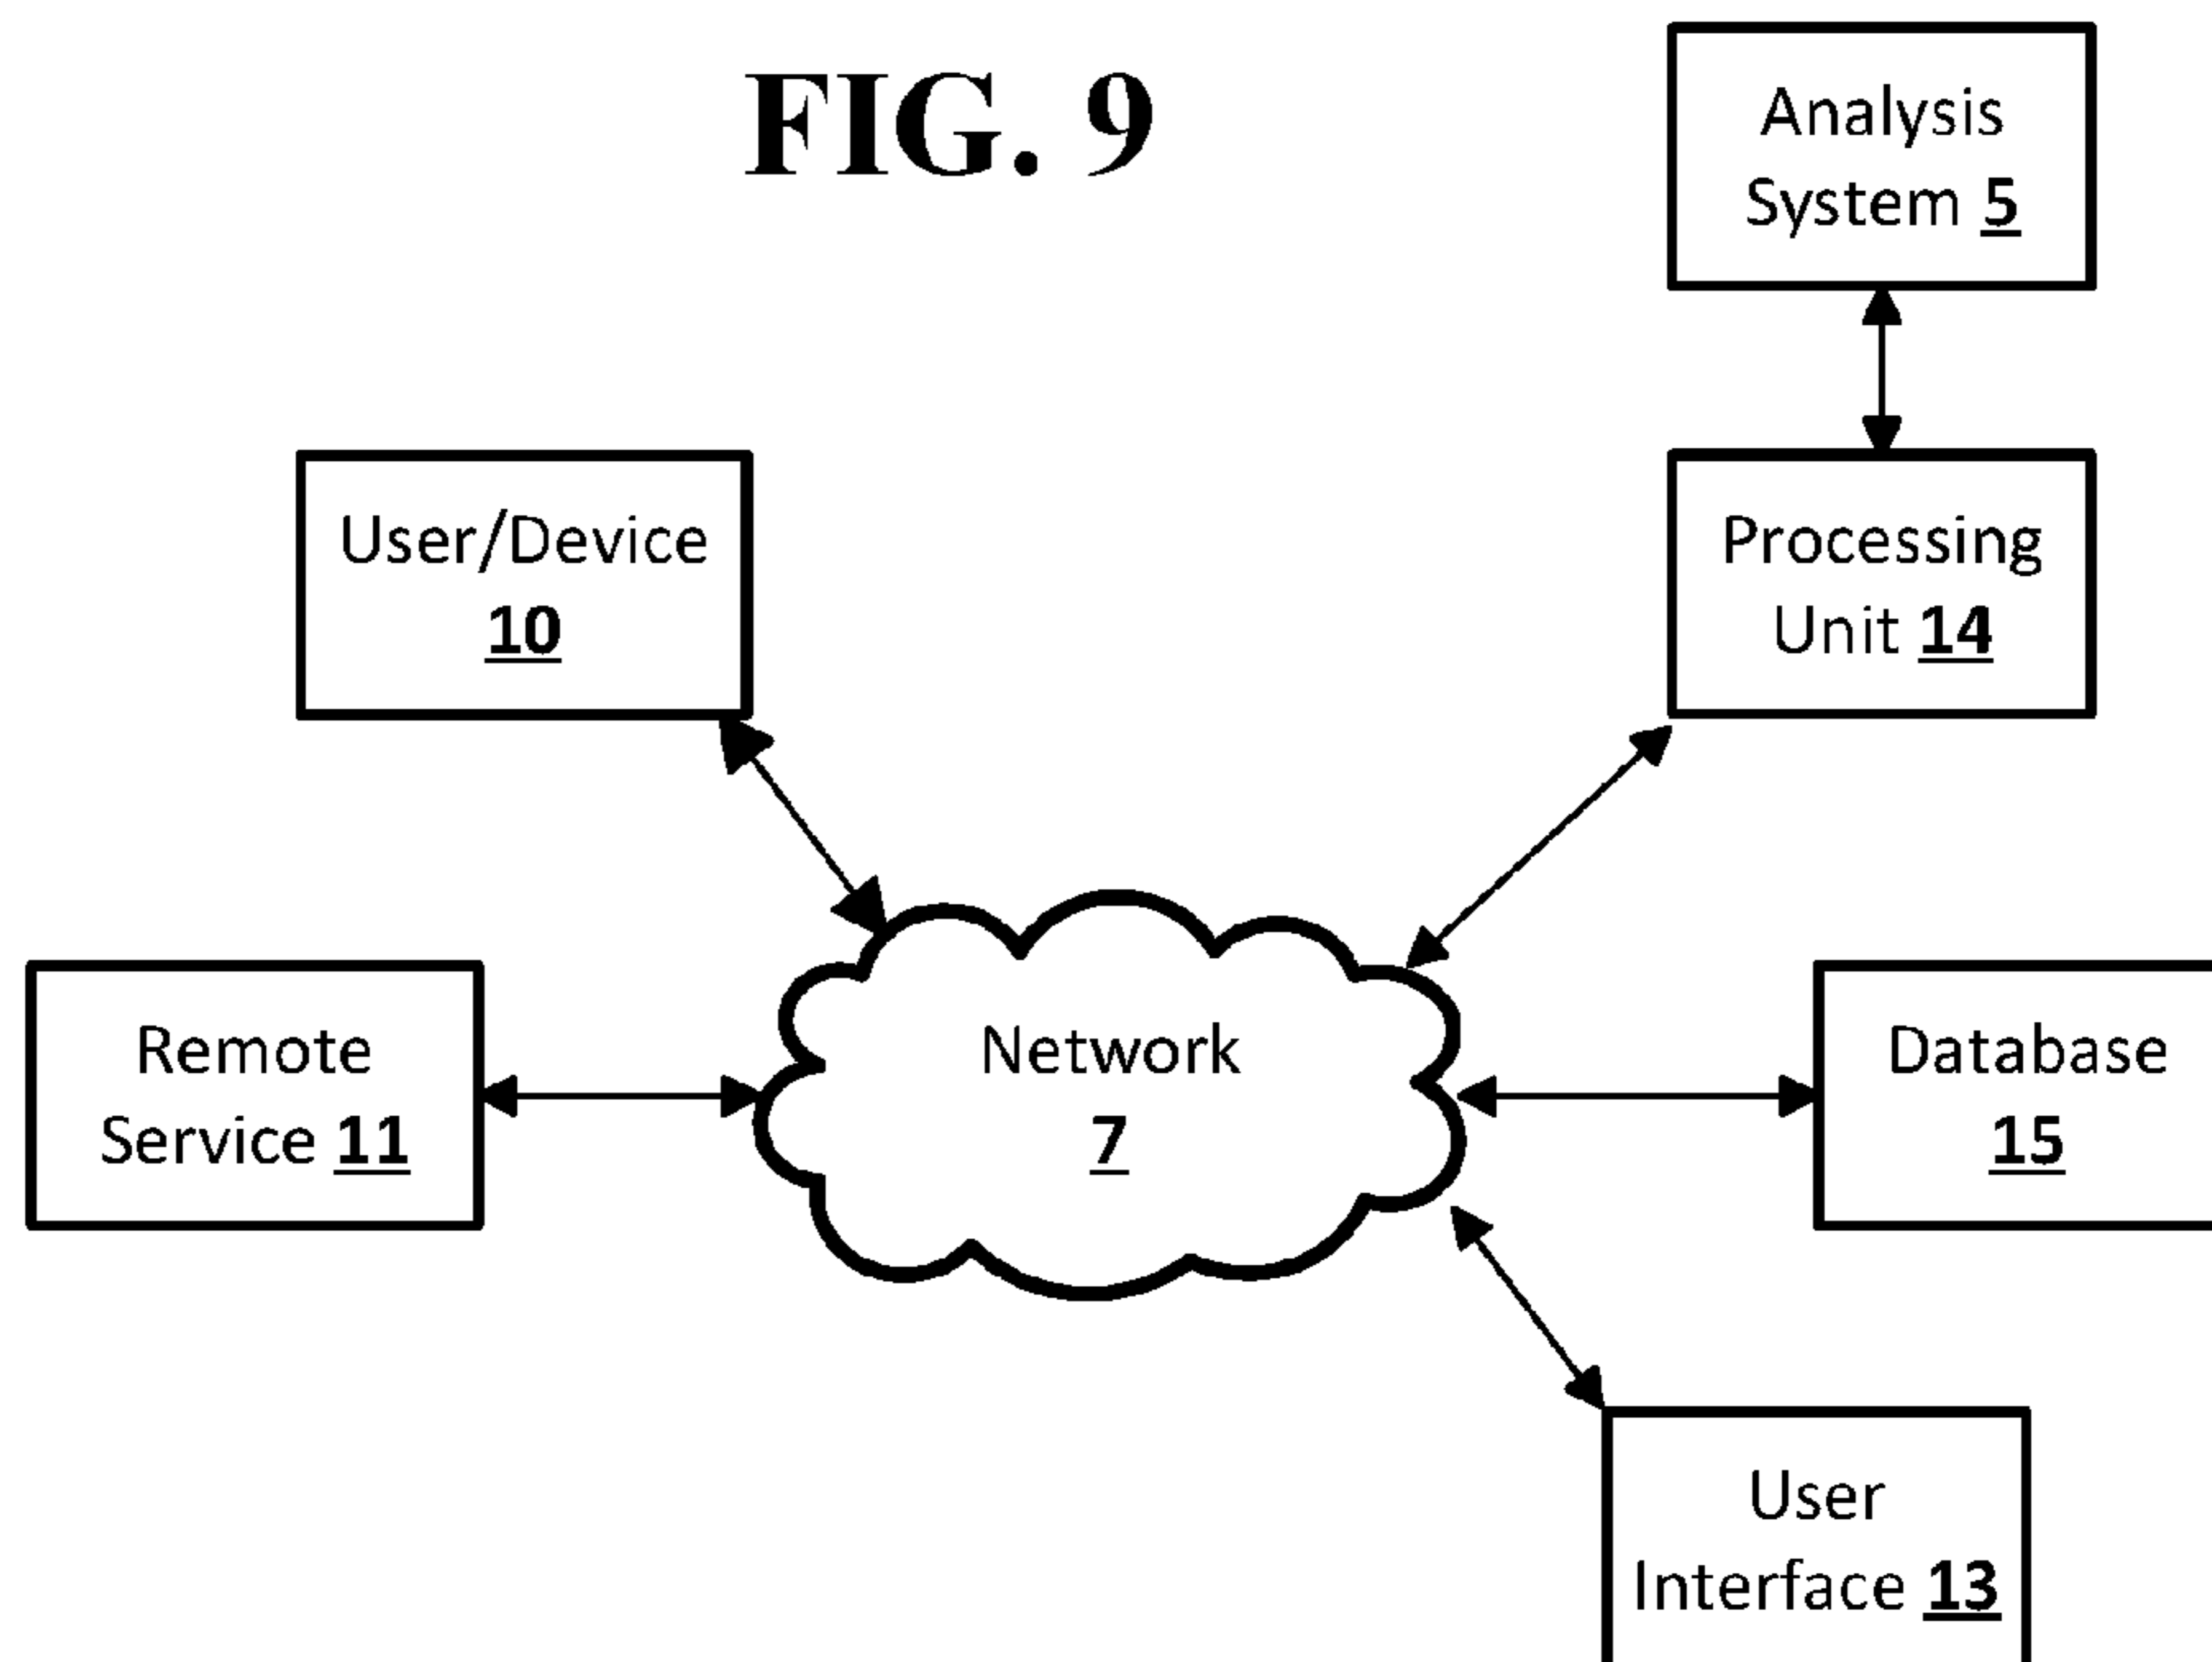 FIG. 9
Analysis
System 5
User/Device
10
Processing
Unit 14
Remote
Service 11
Network
7
Database
15
User
Interface 13